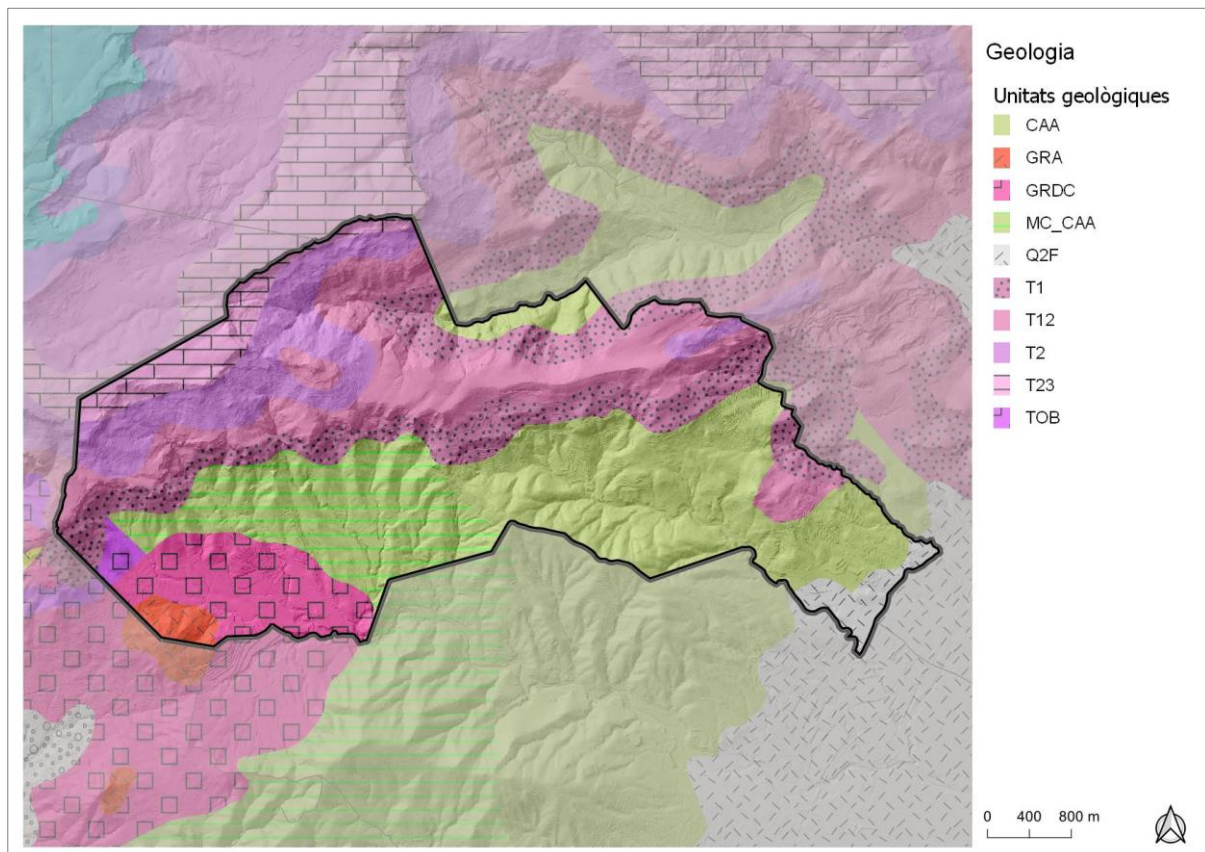 Geologia
Unitats geològiques
CAA
GRA
GRDC
MC_CAA
Q2F
T1
T12
T2
T23
TOB
0 400 800 m